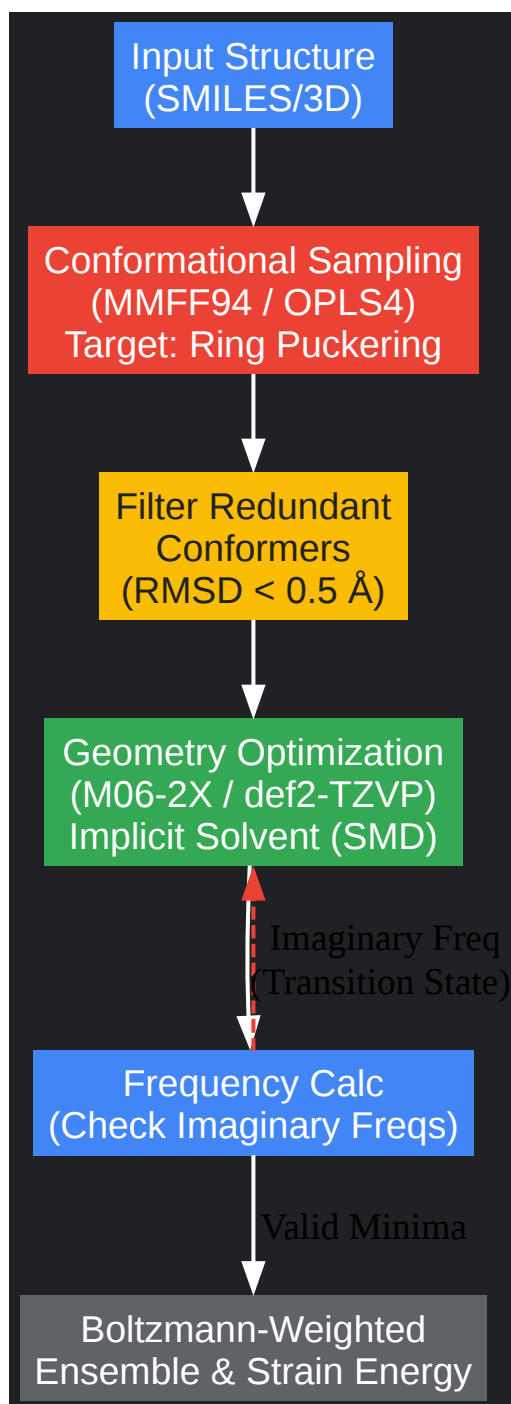 Input Structure
(SMILES/3D)
Conformational Sampling
(MMFF94 / OPLS4)
Target: Ring Puckering
Filter Redundant
Conformers
(RMSD < 0.5 Å)
Geometry Optimization
(M06-2X / def2-TZVP)
Implicit Solvent (SMD)
Imaginary Freq
(Transition State)
Frequency Calc
(Check Imaginary Freqs)
Valid Minima
Boltzmann-Weighted
Ensemble & Strain Energy